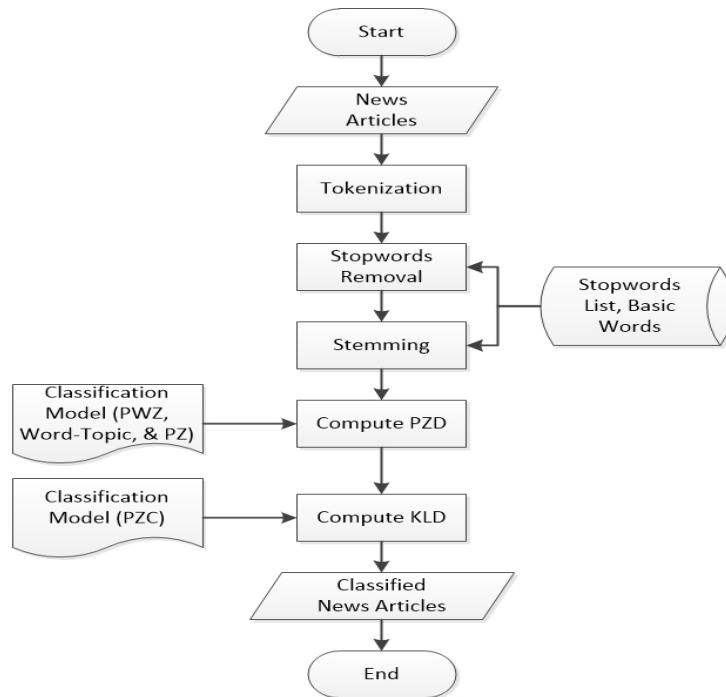 Start
News
Articles
Tokenization
Stopwords
Removal
Stopwords
List, Basic
Words
Stemming
Classification
Model (PWZ,
Word-Topic, & PZ)
Compute PZD
Classification
Model (PZC)
Compute KLD
Classified
News Articles
End